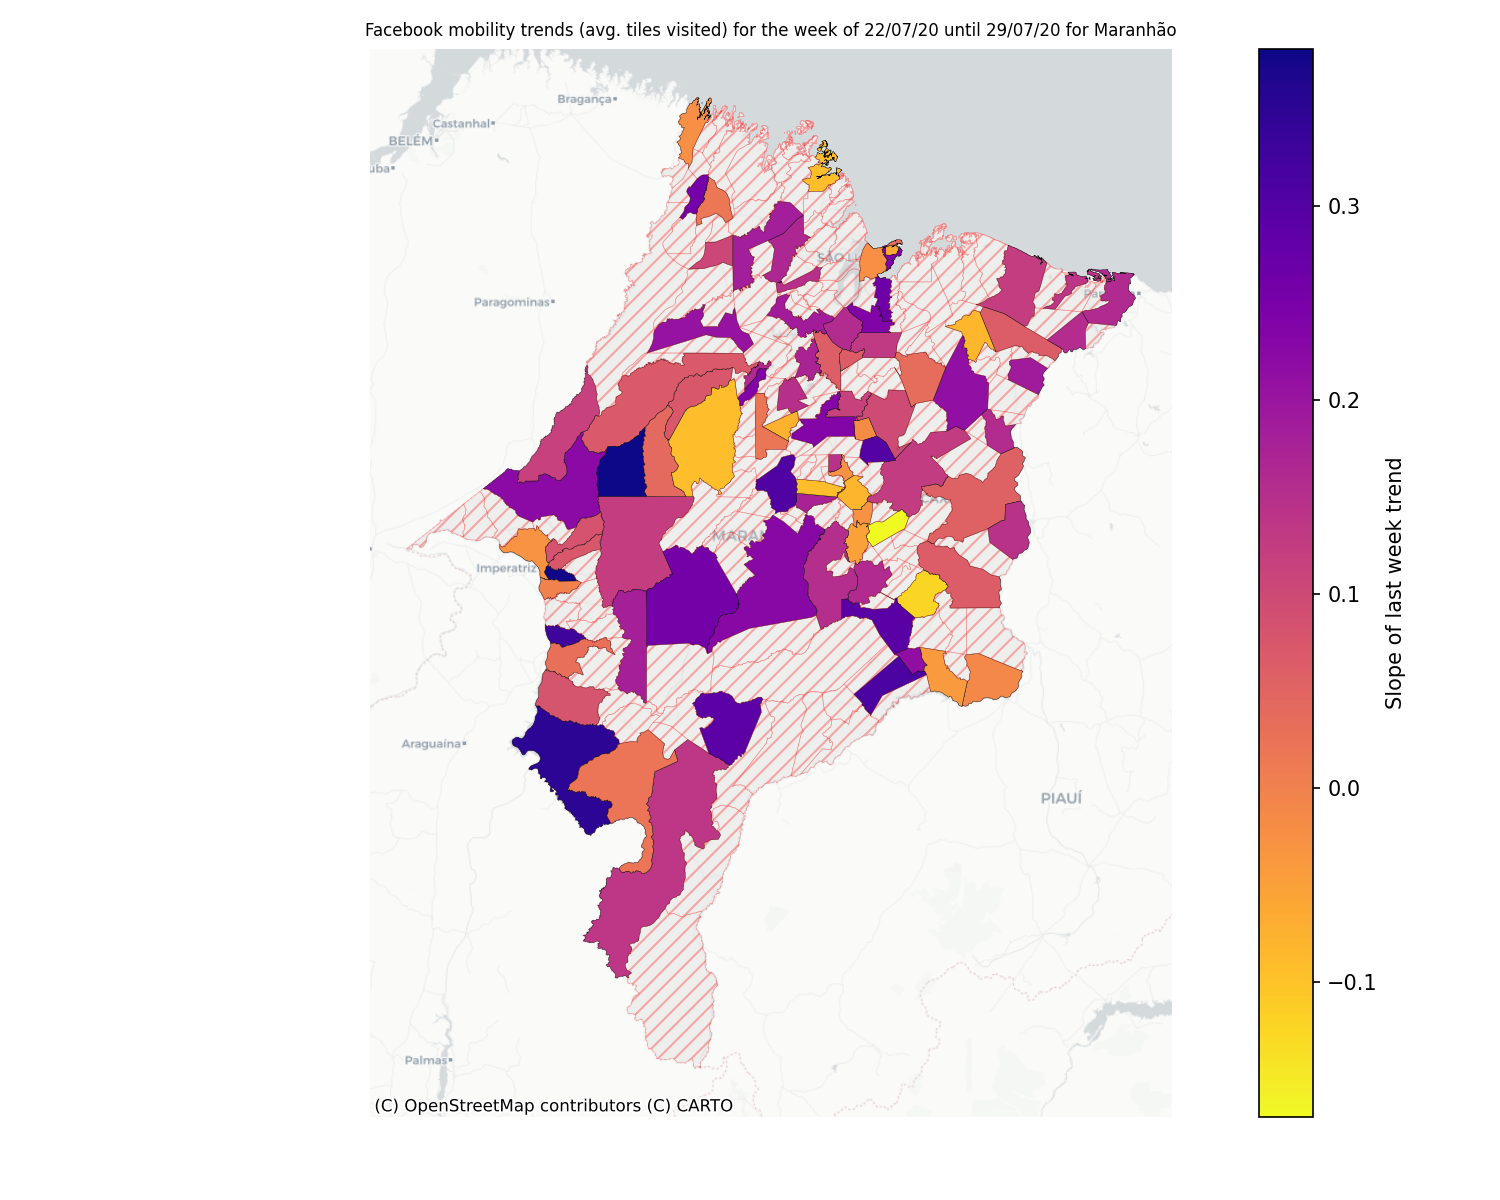 Facebook mobility trends (avg. tiles visited) for the week of 22/07/20 until 29/07/20 for Maranhão
Bragança
Castanhal
BELÉM
uba
Paragominas
Imperatriz
Araguaína
PIAUÍ
Palmas
(C) OpenStreetMap contributors (C) CARTO
0.3
0.2
0.1
0.0
−0.1
Slope of last week trend